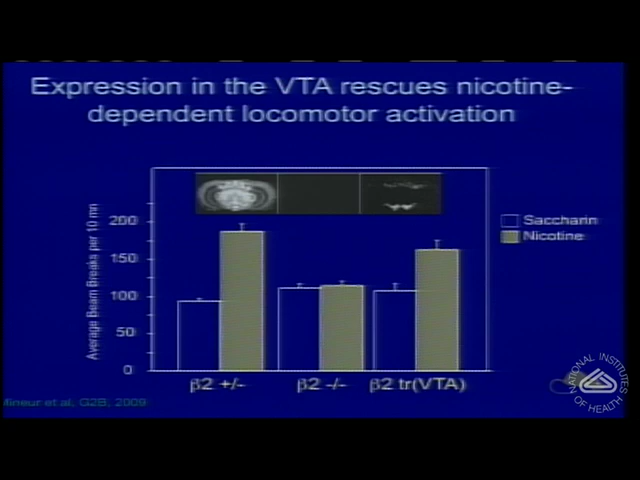 Expression in the VTA rescues nicotine-
dependent locomotor activation
Average Beam Breaks per 10 mn
200
150
100
50
0
Saccharin
Nicotine
β2 +/-
β2 -/-
β2 tr(VTA)
Mineur et al, G2B, 2009
NATIONAL INSTITUTES
OF HEALTH